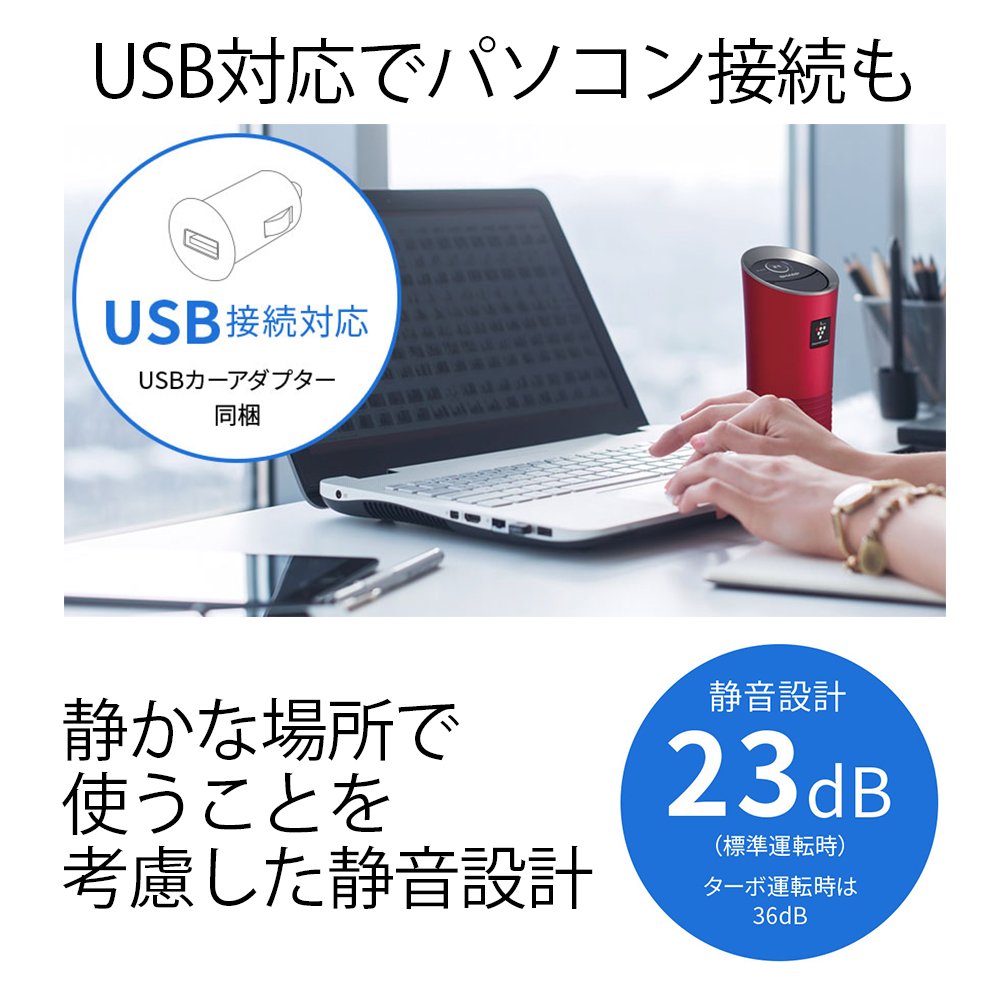 USB対応でパソコン接続も
USB接続対応
USBカーアダプター
同梱
静かな場所で
使うことを
考慮した静音設計
静音設計
23dB
(標準運転時)
ターボ運転時は
36dB